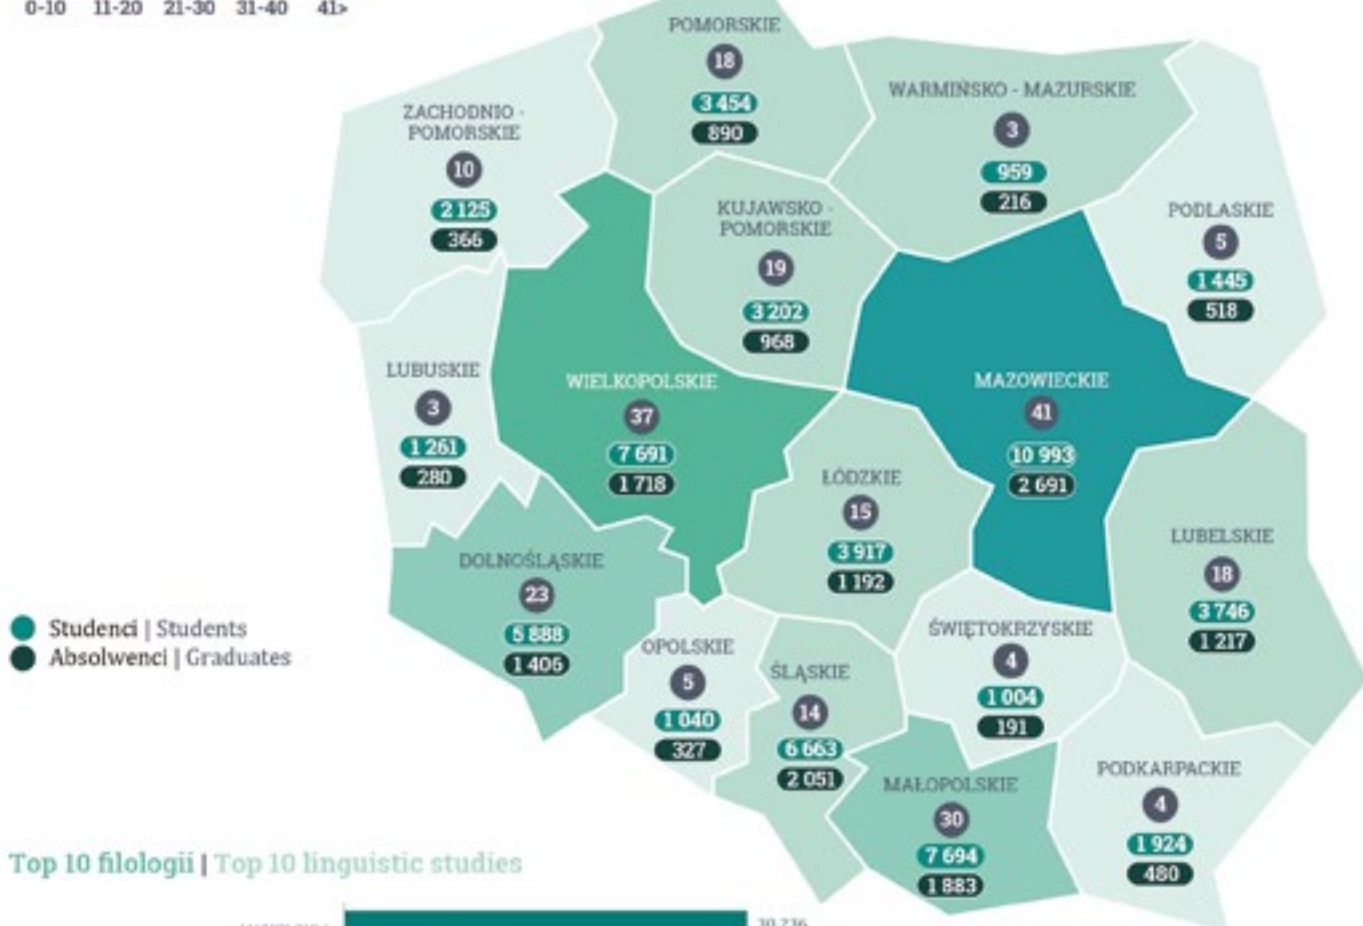 0-10 11-20 21-30 31-40 41>
POMORSKIE
18
3 454
890
WARMIŃSKO - MAZURSKIE
3
959
216
ZACHODNIO -
POMORSKIE
10
2 125
366
KUJAWSKO -
POMORSKIE
19
3 202
968
PODLASKIE
5
1 445
518
LUBUSKIE
3
1 261
280
WIELKOPOLSKIE
37
7 691
1 718
MAZOWIECKIE
41
10 993
2 691
ŁÓDZKIE
15
3 917
1 192
LUBELSKIE
18
3 746
1 217
DOLNOŚLĄSKIE
23
5 888
1 406
Studenci | Students
Absolwenci | Graduates
OPOLSKIE
5
1 040
327
ŚLĄSKIE
14
6 663
2 051
ŚWIĘTOKRZYSKIE
4
1 004
191
MAŁOPOLSKIE
30
7 694
1 883
PODKARPACKIE
4
1 924
480
Top 10 filologii | Top 10 linguistic studies